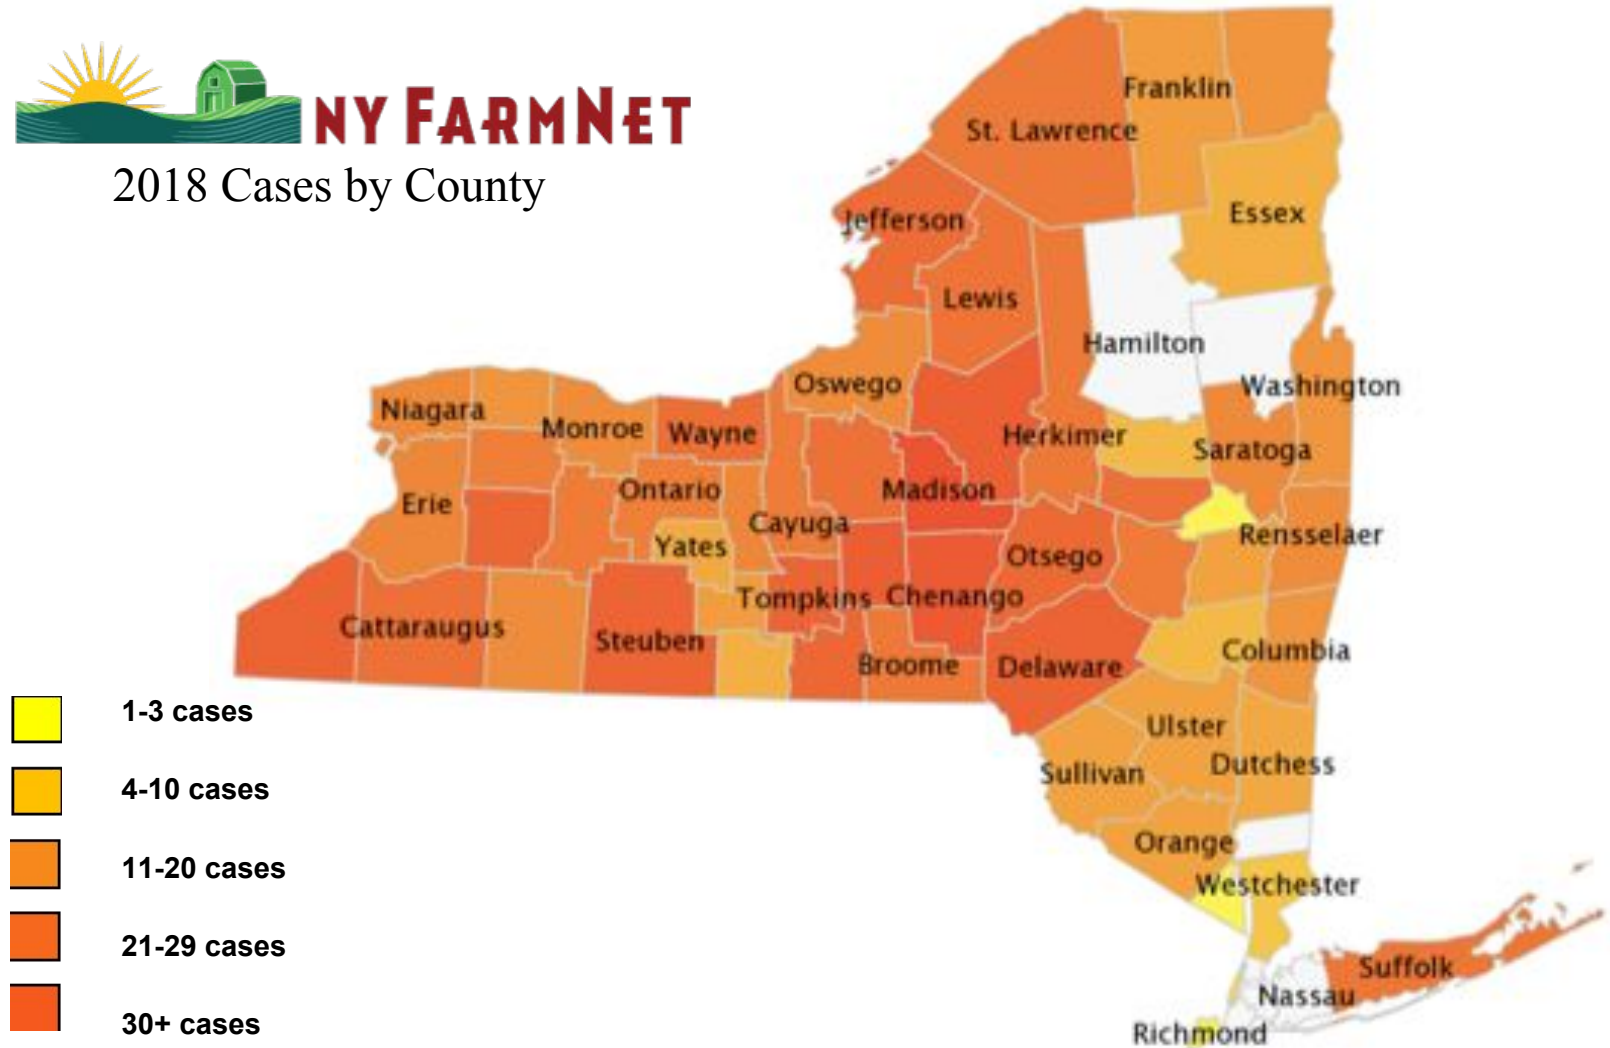 NY FARMNET
2018 Cases by County
Franklin
St. Lawrence
Essex
Jefferson
Lewis
Hamilton
Oswego
Washington
Niagara
Monroe
Wayne
Herkimer
Saratoga
Erie
Ontario
Madison
Cayuga
Rensselaer
Yates
Otsego
Tompkins
Chenango
Cattaraugus
Steuben
Broome
Delaware
Columbia
Ulster
Sullivan
Dutchess
Orange
Westchester
Suffolk
Nassau
Richmond
1-3 cases
4-10 cases
11-20 cases
21-29 cases
30+ cases